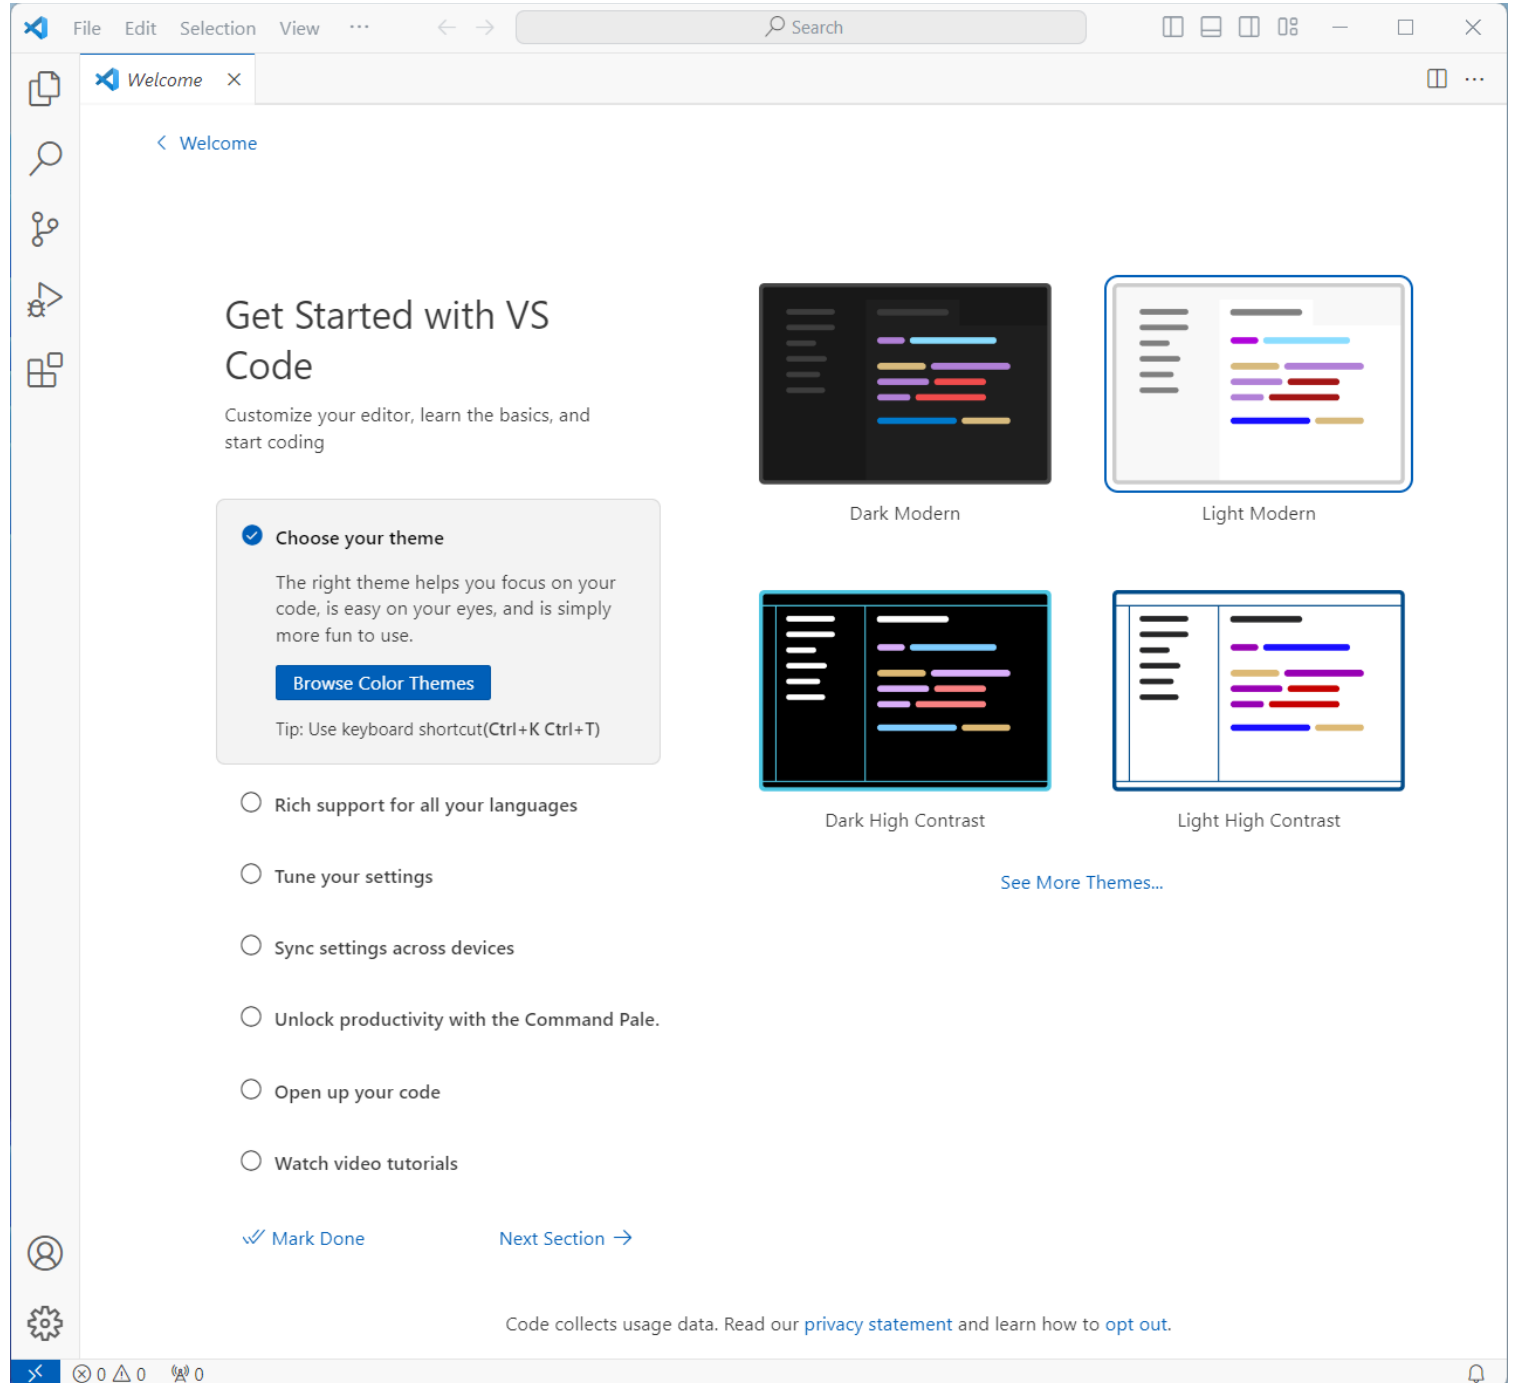 File Edit Selection View ··· Search
Welcome
Welcome
Get Started with VS
Code
Customize your editor, learn the basics, and
start coding
Choose your theme
The right theme helps you focus on your
code, is easy on your eyes, and is simply
more fun to use.
Browse Color Themes
Tip: Use keyboard shortcut(Ctrl+K Ctrl+T)
Rich support for all your languages
Tune your settings
Sync settings across devices
Unlock productivity with the Command Pale.
Open up your code
Watch video tutorials
Mark Done
Next Section
Dark Modern
Light Modern
Dark High Contrast
Light High Contrast
See More Themes...
Code collects usage data. Read our privacy statement and learn how to opt out.
0 0 0